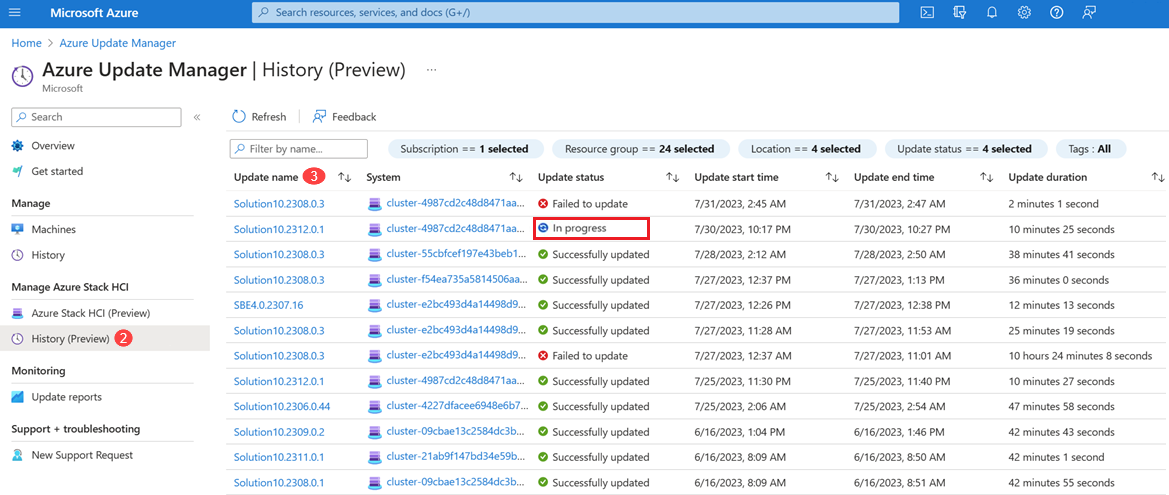 Microsoft Azure
Search resources, services, and docs (G+/)
Home > Azure Update Manager
Azure Update Manager | History (Preview) ...
Microsoft
Search «
Overview
Get started
Manage
Machines
History
Manage Azure Stack HCI
Azure Stack HCI (Preview)
History (Preview) 2
Monitoring
Update reports
Support + troubleshooting
New Support Request
Refresh Feedback
Filter by name... Subscription == 1 selected Resource group == 24 selected Location == 4 selected Update status == 4 selected Tags : All
Update name 3 System Update status Update start time Update end time Update duration
Solution10.2308.0.3 cluster-4987cd2c48d8471aa... Failed to update 7/31/2023, 2:45 AM 7/31/2023, 2:47 AM 2 minutes 1 second
Solution10.2312.0.1 cluster-4987cd2c48d8471aa... In progress 7/30/2023, 10:17 PM 7/30/2023, 10:27 PM 10 minutes 25 seconds
Solution10.2308.0.3 cluster-55cbfcef197e43beb1... Successfully updated 7/28/2023, 2:12 AM 7/28/2023, 2:50 AM 38 minutes 41 seconds
Solution10.2308.0.3 cluster-f54ea735a5814506aa... Successfully updated 7/27/2023, 12:37 PM 7/27/2023, 1:13 PM 36 minutes 0 seconds
SBE4.0.2307.16 cluster-e2bc493d4a14498d9... Successfully updated 7/27/2023, 12:26 PM 7/27/2023, 12:38 PM 12 minutes 13 seconds
Solution10.2308.0.3 cluster-e2bc493d4a14498d9... Successfully updated 7/27/2023, 11:28 AM 7/27/2023, 11:53 AM 25 minutes 19 seconds
Solution10.2308.0.3 cluster-e2bc493d4a14498d9... Failed to update 7/27/2023, 12:37 AM 7/27/2023, 11:01 AM 10 hours 24 minutes 8 seconds
Solution10.2312.0.1 cluster-4987cd2c48d8471aa... Successfully updated 7/25/2023, 11:30 PM 7/25/2023, 11:40 PM 10 minutes 27 seconds
Solution10.2306.0.44 cluster-4227dfacee6948e6b7... Successfully updated 7/25/2023, 2:06 AM 7/25/2023, 2:54 AM 47 minutes 58 seconds
Solution10.2309.0.2 cluster-09cbae13c2584dc3b... Successfully updated 6/16/2023, 1:04 PM 6/16/2023, 1:46 PM 42 minutes 43 seconds
Solution10.2311.0.1 cluster-21ab9f147bd34e59b... Successfully updated 6/16/2023, 8:09 AM 6/16/2023, 8:50 AM 42 minutes 1 second
Solution10.2308.0.1 cluster-09cbae13c2584dc3b... Successfully updated 6/16/2023, 8:09 AM 6/16/2023, 8:51 AM 42 minutes 55 seconds